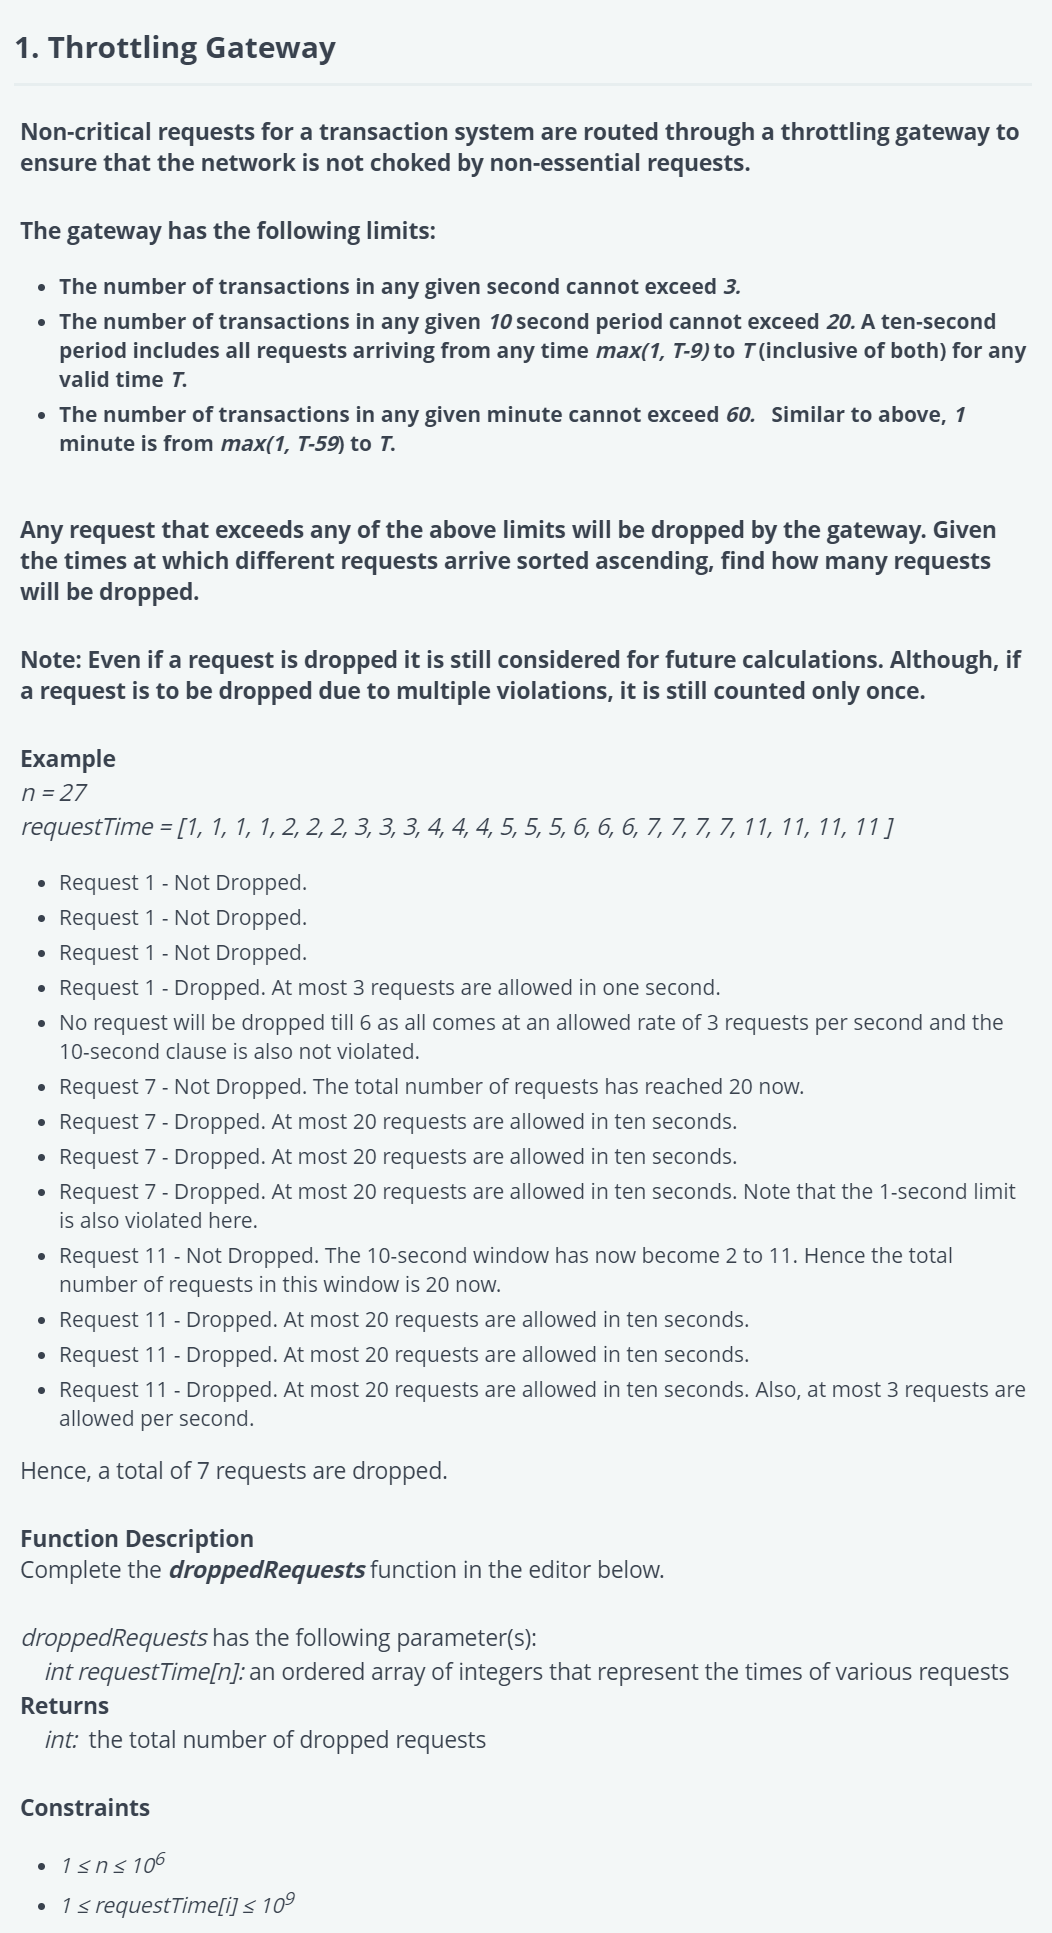 1. Throttling Gateway
Non-critical requests for a transaction system are routed through a throttling gateway to
ensure that the network is not choked by non-essential requests.
The gateway has the following limits:
• The number of transactions in any given second cannot exceed 3.
• The number of transactions in any given 10 second period cannot exceed 20. A ten-second
period includes all requests arriving from any time max(1, T-9) to T (inclusive of both) for any
valid time T.
• The number of transactions in any given minute cannot exceed 60. Similar to above, 1
minute is from max(1, T-59) to T.
Any request that exceeds any of the above limits will be dropped by the gateway. Given
the times at which different requests arrive sorted ascending, find how many requests
will be dropped.
Note: Even if a request is dropped it is still considered for future calculations. Although, if
a request is to be dropped due to multiple violations, it is still counted only once.
Example
n = 27
requestTime = [1, 1, 1, 1, 2, 2, 2, 3, 3, 3, 4, 4, 4, 5, 5, 5, 6, 6, 6, 7, 7, 7, 7, 11, 11, 11, 11 ]
• Request 1 - Not Dropped.
• Request 1 - Not Dropped.
• Request 1 - Not Dropped.
• Request 1 - Dropped. At most 3 requests are allowed in one second.
• No request will be dropped till 6 as all comes at an allowed rate of 3 requests per second and the
10-second clause is also not violated.
• Request 7 - Not Dropped. The total number of requests has reached 20 now.
• Request 7 - Dropped. At most 20 requests are allowed in ten seconds.
• Request 7 - Dropped. At most 20 requests are allowed in ten seconds.
• Request 7 - Dropped. At most 20 requests are allowed in ten seconds. Note that the 1-second limit
is also violated here.
• Request 11 - Not Dropped. The 10-second window has now become 2 to 11. Hence the total
number of requests in this window is 20 now.
• Request 11 - Dropped. At most 20 requests are allowed in ten seconds.
• Request 11 - Dropped. At most 20 requests are allowed in ten seconds.
• Request 11 - Dropped. At most 20 requests are allowed in ten seconds. Also, at most 3 requests are
allowed per second.
Hence, a total of 7 requests are dropped.
Function Description
Complete the droppedRequests function in the editor below.
droppedRequests has the following parameter(s):
int requestTime[n]: an ordered array of integers that represent the times of various requests
Returns
int: the total number of dropped requests
Constraints
• 1 ≤ n ≤ 10⁶
• 1 ≤ requestTime[i] ≤ 10⁹